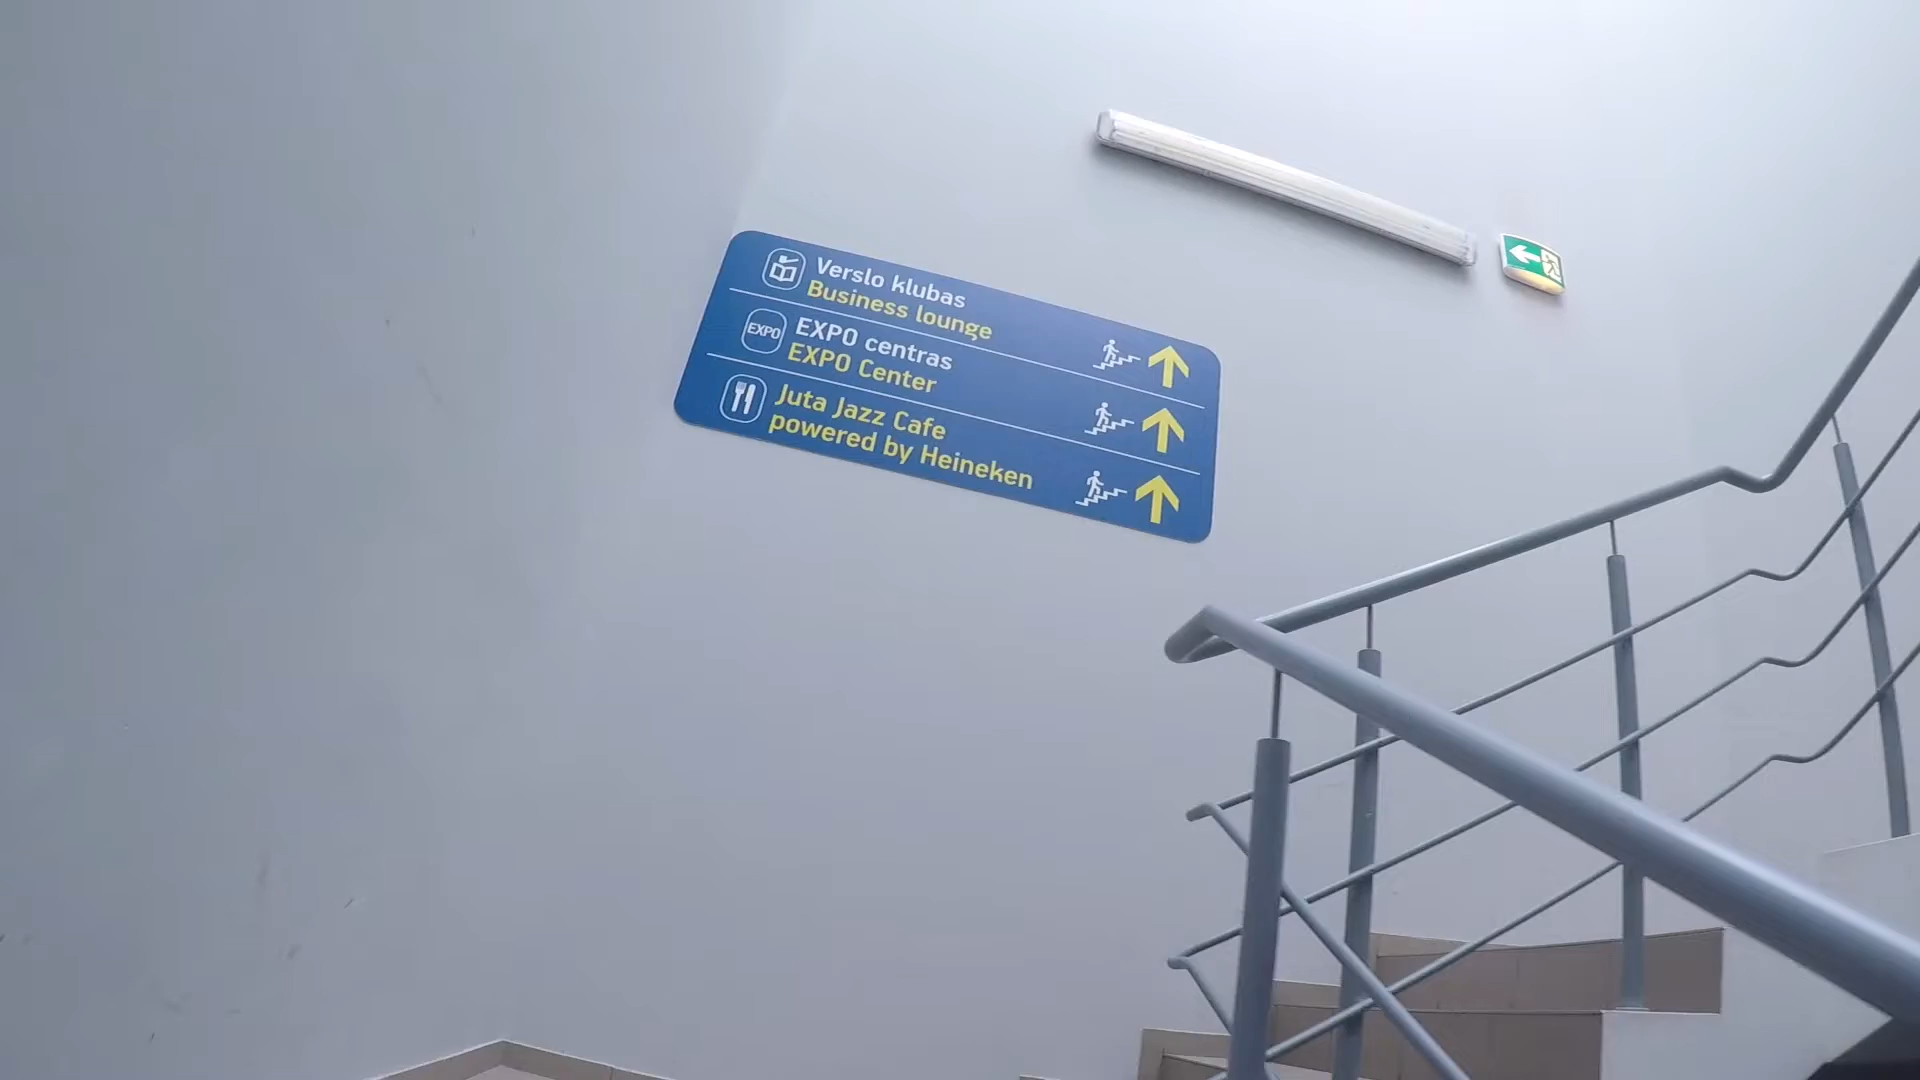 Verslo klubas
Business lounge
EXPO
EXPO centras
EXPO Center
Juta Jazz Cafe
powered by Heineken